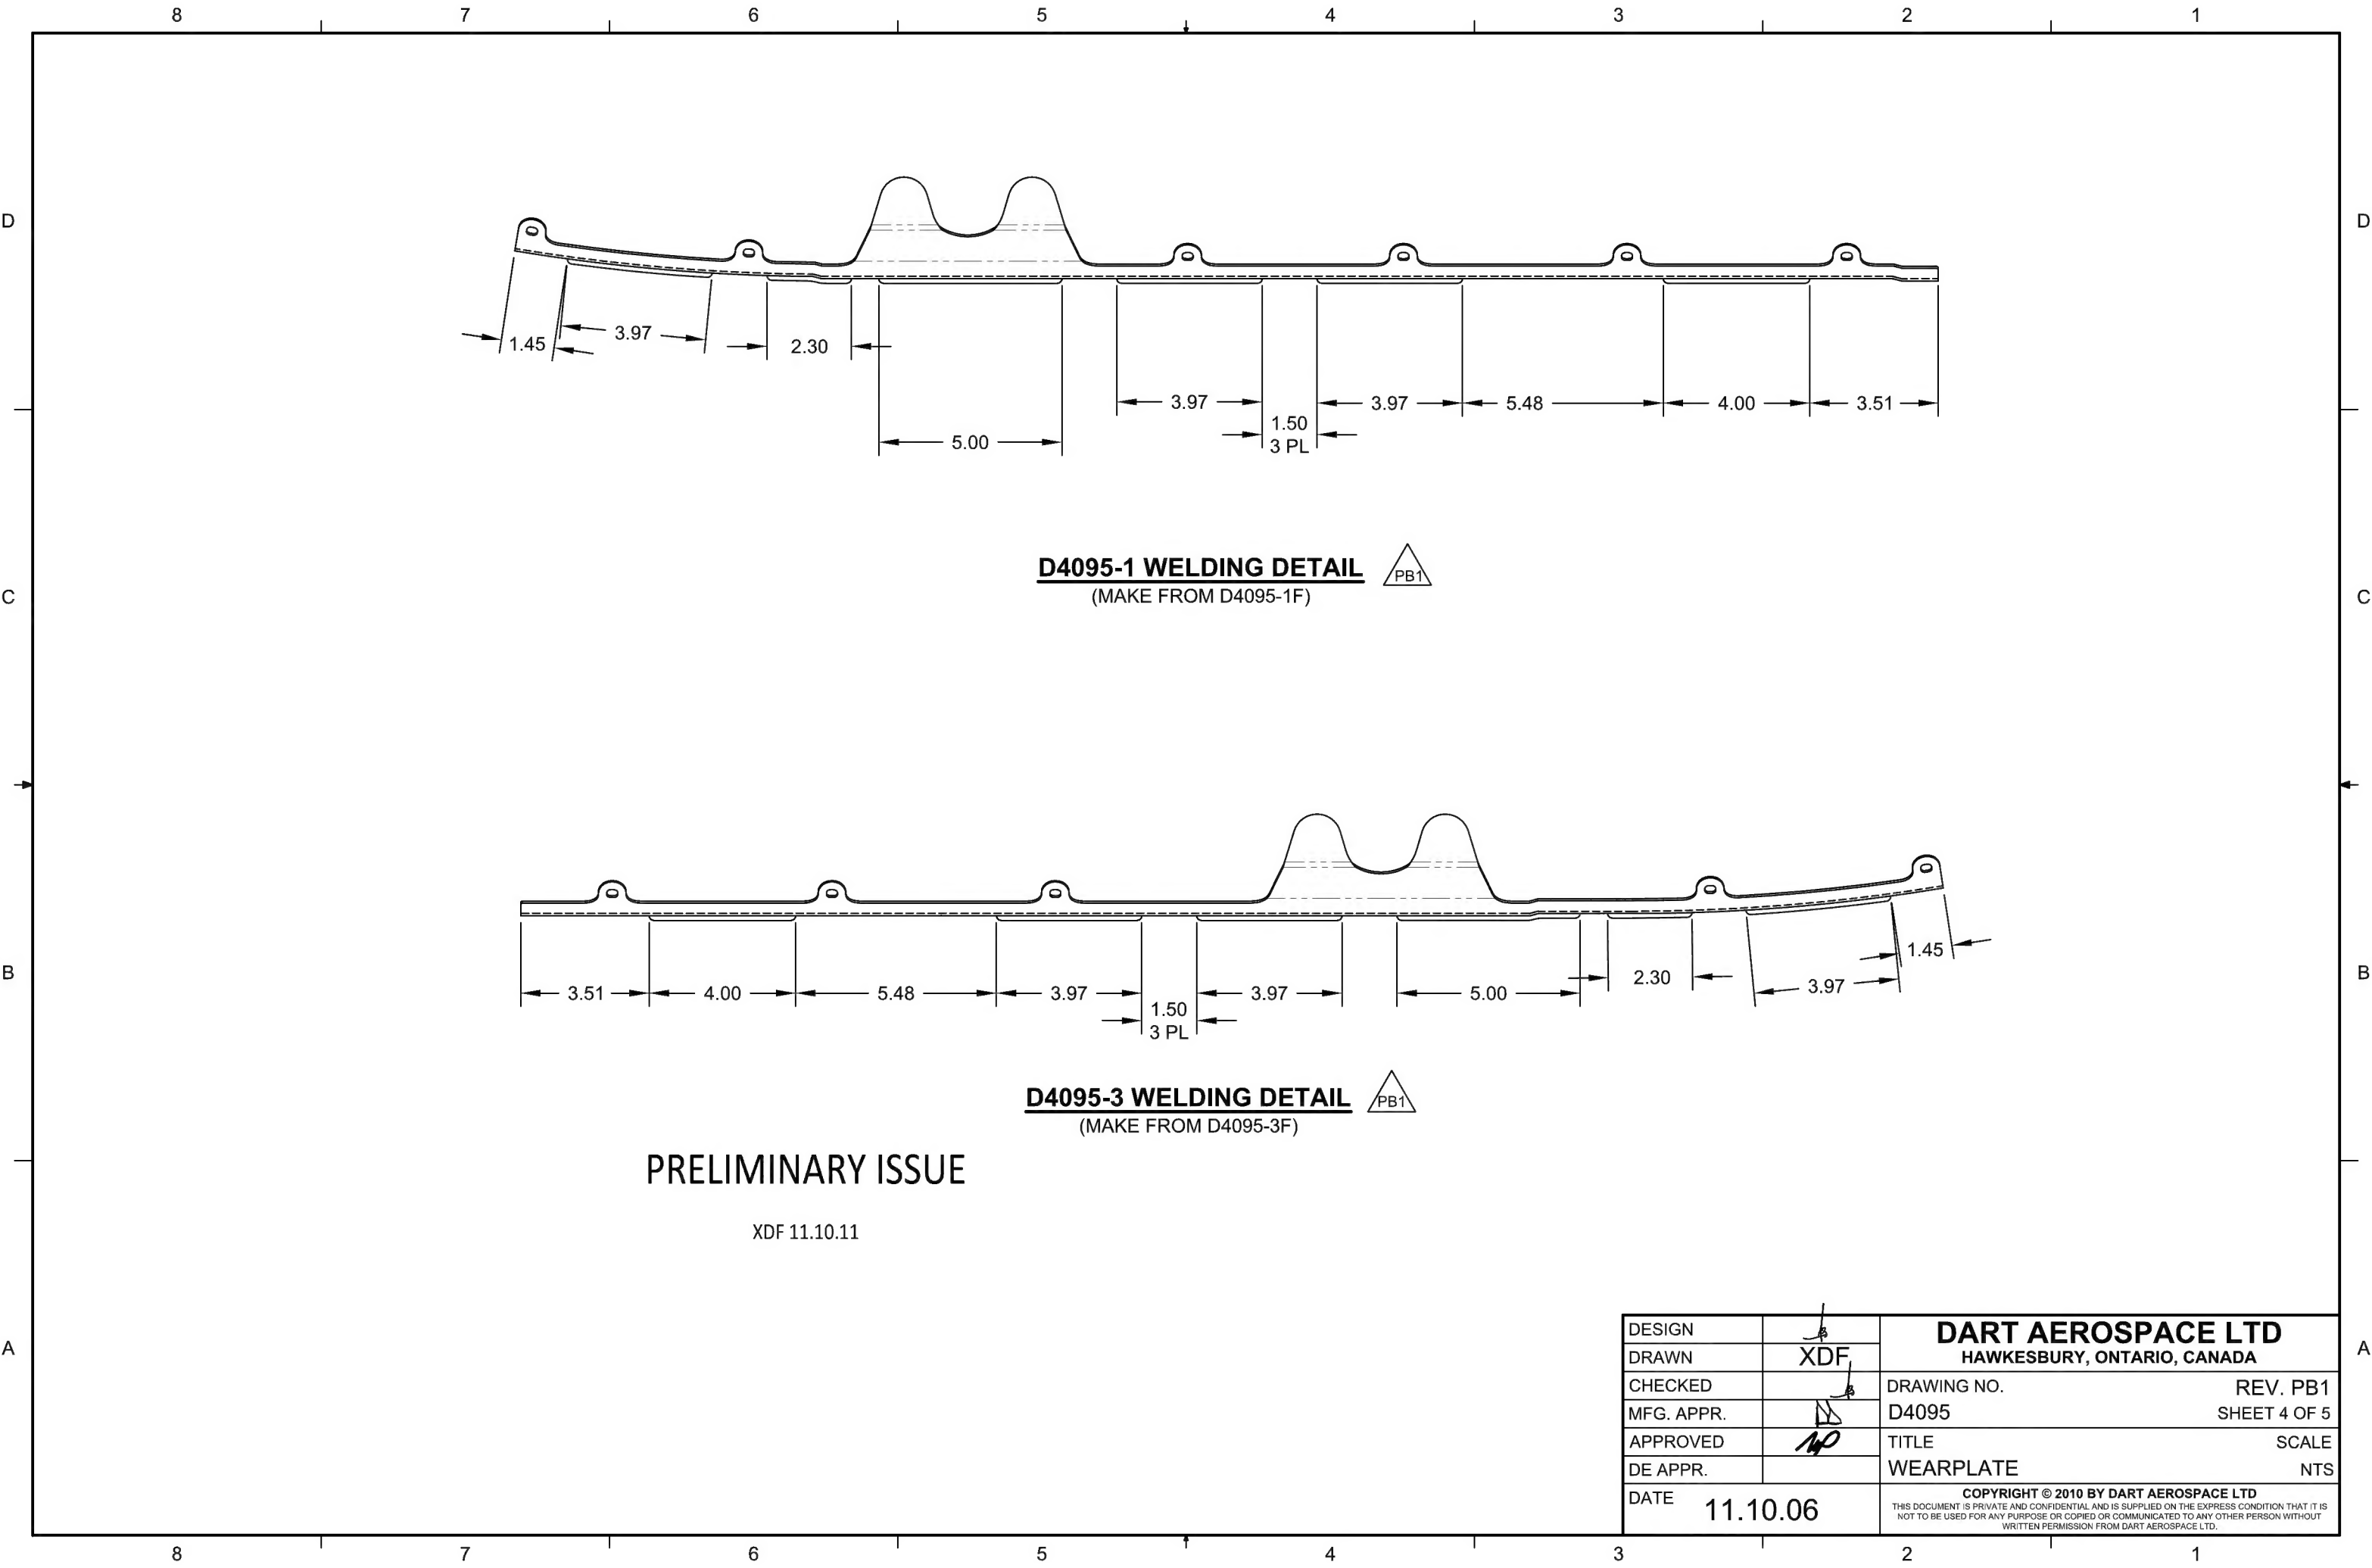 8 7 6 5 4 3 2 1
D D
1.45
3.97
2.30
5.00
3.97
1.50
3 PL
3.97
5.48
4.00
3.51
D4095-1 WELDING DETAIL
PB1
(MAKE FROM D4095-1F)
C C
3.51
4.00
5.48
3.97
1.50
3 PL
3.97
5.00
2.30
3.97
1.45
B B
D4095-3 WELDING DETAIL
PB1
(MAKE FROM D4095-3F)
PRELIMINARY ISSUE
XDF 11.10.11
A A
DESIGN
DRAWN XDF
CHECKED
MFG. APPR.
APPROVED
DE APPR.
DATE 11.10.06
DART AEROSPACE LTD
HAWKESBURY, ONTARIO, CANADA
DRAWING NO. REV. PB1
D4095 SHEET 4 OF 5
TITLE SCALE
WEARPLATE NTS
COPYRIGHT © 2010 BY DART AEROSPACE LTD
THIS DOCUMENT IS PRIVATE AND CONFIDENTIAL AND IS SUPPLIED ON THE EXPRESS CONDITION THAT IT IS
NOT TO BE USED FOR ANY PURPOSE OR COPIED OR COMMUNICATED TO ANY OTHER PERSON WITHOUT
WRITTEN PERMISSION FROM DART AEROSPACE LTD.
8 7 6 5 4 3 2 1